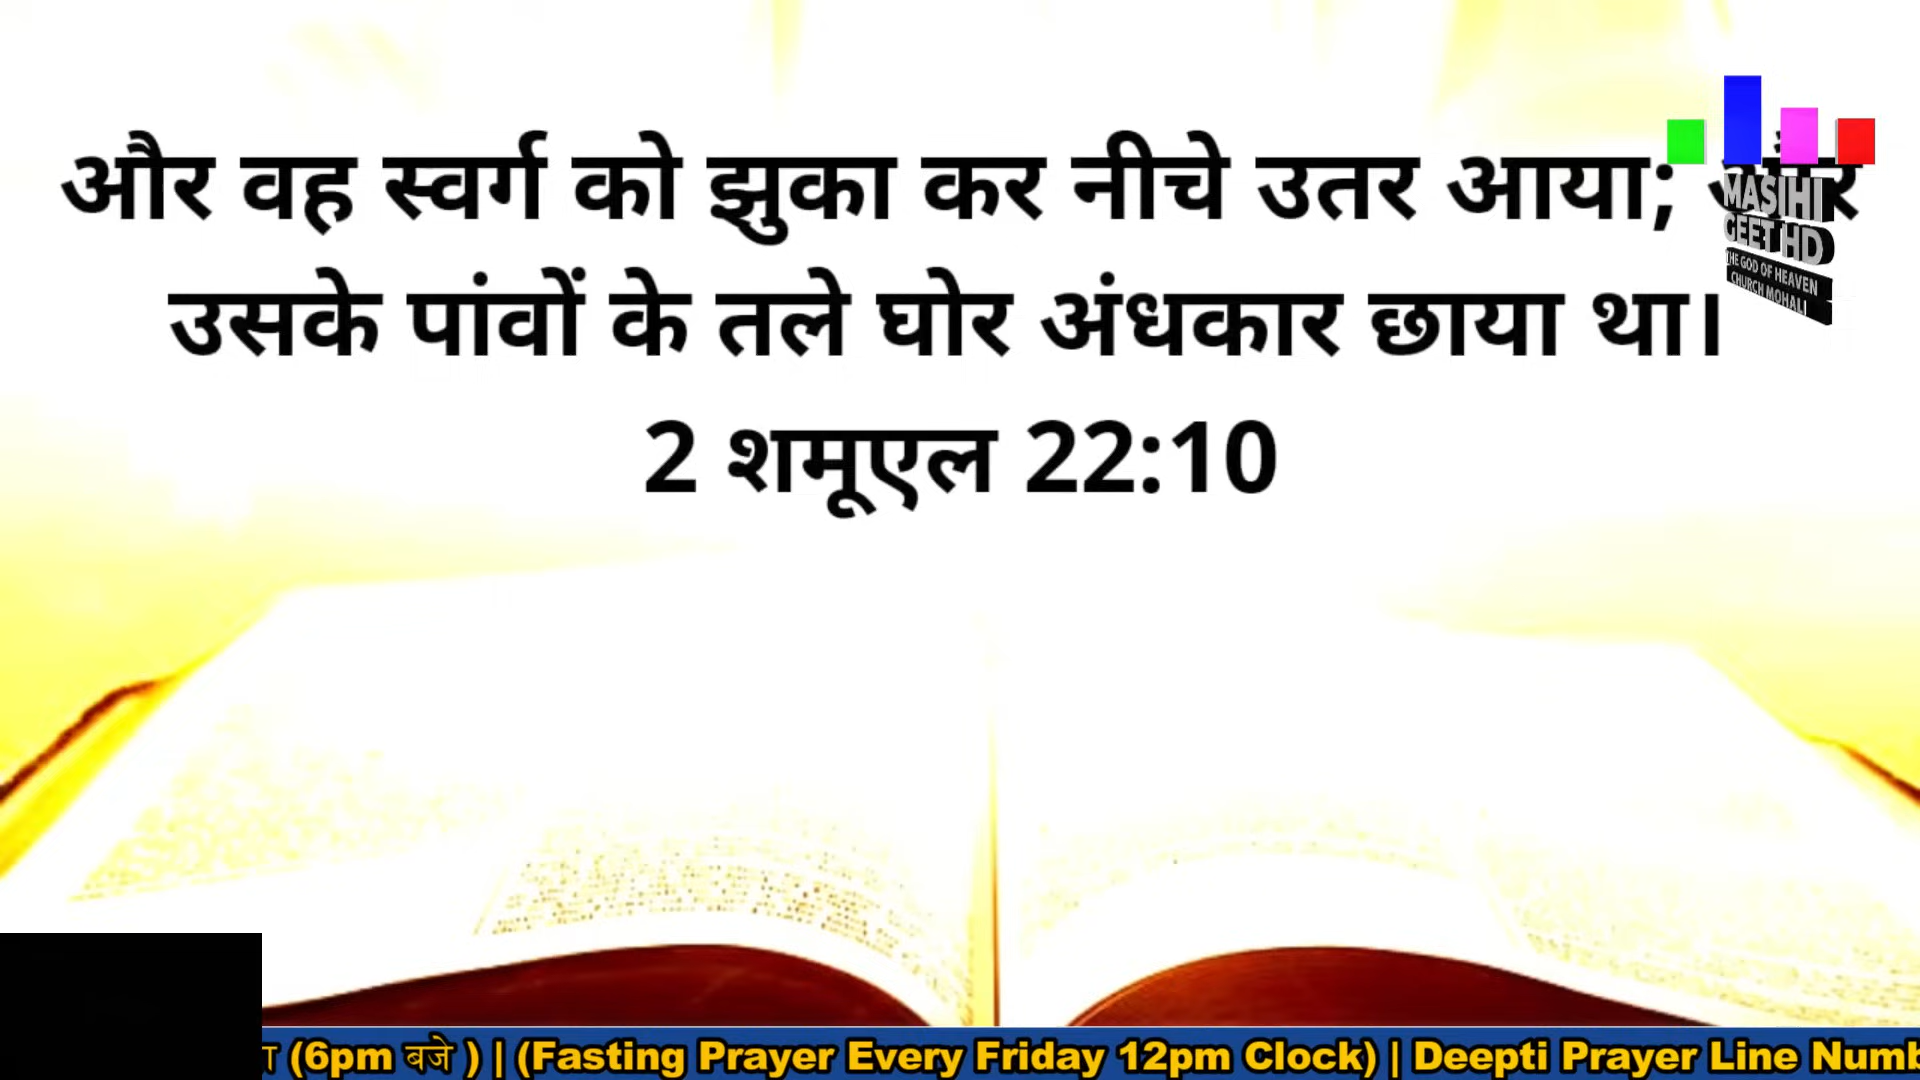 और वह स्वर्ग को झुका कर नीचे उतर आया; और
उसके पांवों के तले घोर अंधकार छाया था।
2 शमूएल 22:10
MASIHI
GEET HD
THE GOD OF HEAVEN
CHURCH MOHALI
(6pm बजे ) | (Fasting Prayer Every Friday 12pm Clock) | Deepti Prayer Line